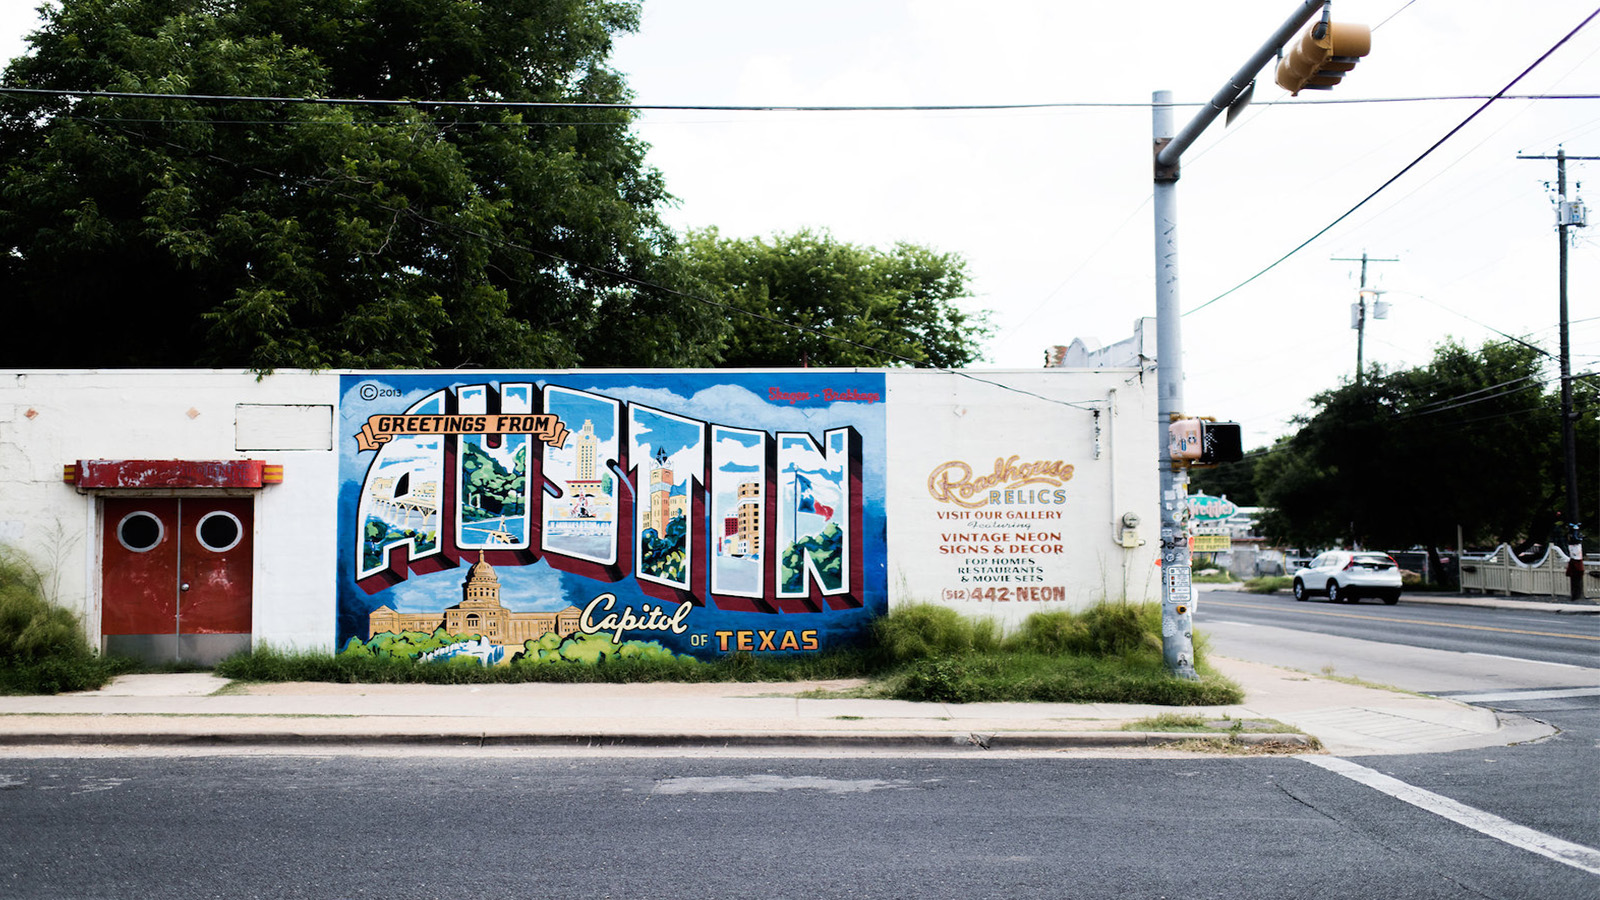 © 2013
GREETINGS FROM
AUSTIN
Capitol
OF TEXAS
Roadhouse
RELICS
VISIT OUR GALLERY
Featuring
VINTAGE NEON
SIGNS & DECOR
FOR HOMES
RESTAURANTS
& MOVIE SETS
(512) 442-NEON
Freddie's